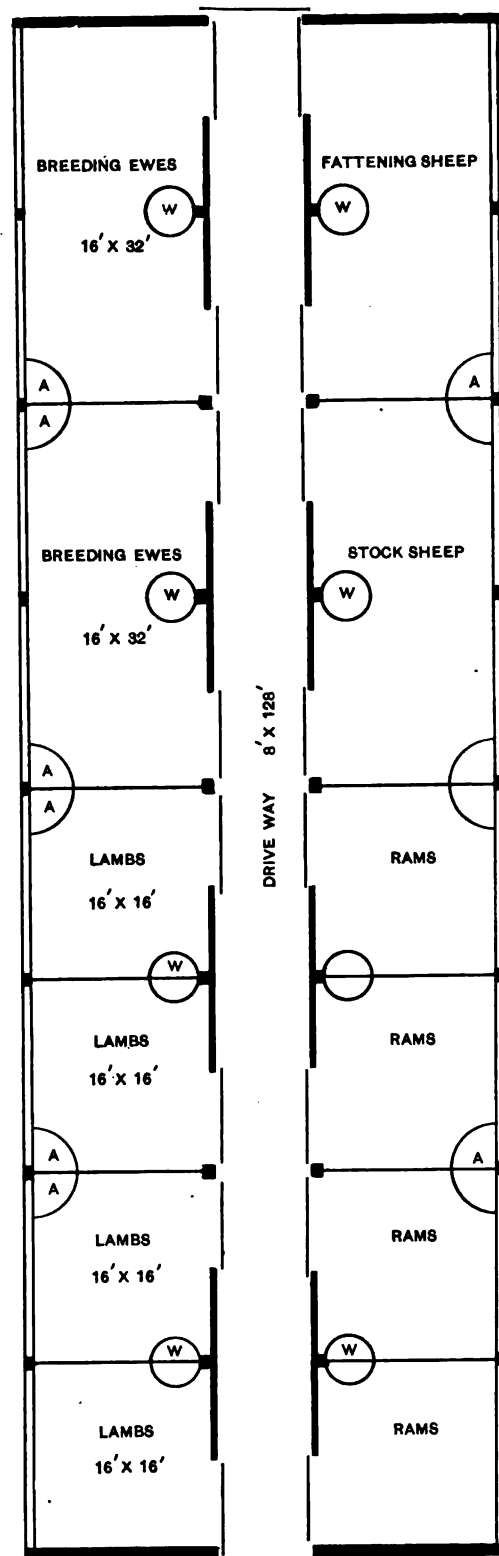 BREEDING EWES
W
16' X 32'
FATTENING SHEEP
W
A
A
A
BREEDING EWES
W
16' X 32'
STOCK SHEEP
W
DRIVE WAY 8' X 128'
A
A
LAMBS
16' X 16'
RAMS
W
LAMBS
16' X 16'
RAMS
A
A
A
LAMBS
16' X 16'
RAMS
W
W
LAMBS
16' X 16'
RAMS